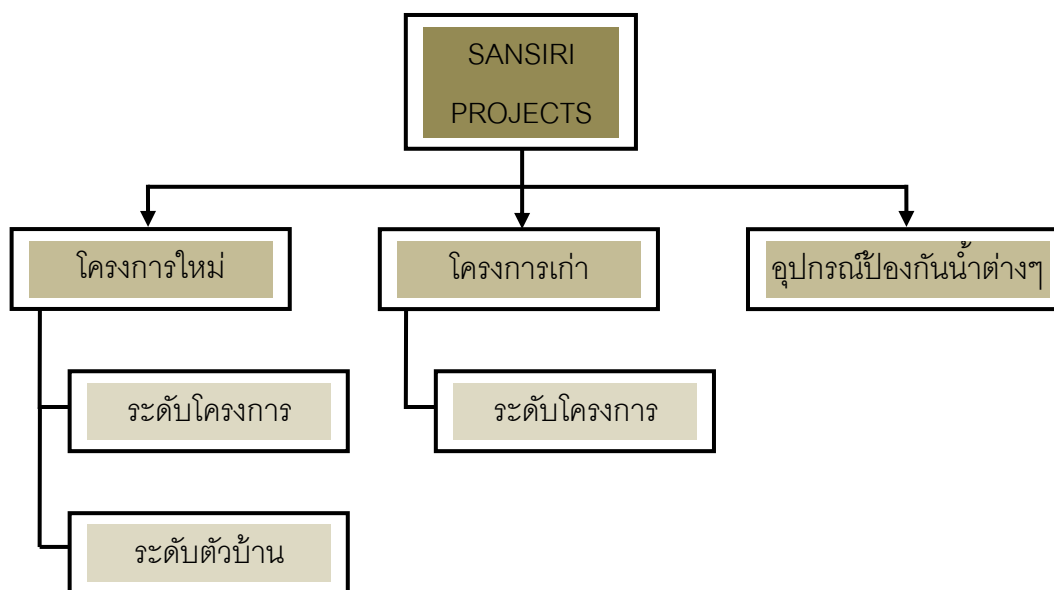 SANSIRI
PROJECTS
โครงการใหม่
โครงการเก่า
อุปกรณ์ป้องกันน้ำต่างๆ
ระดับโครงการ
ระดับโครงการ
ระดับตัวบ้าน